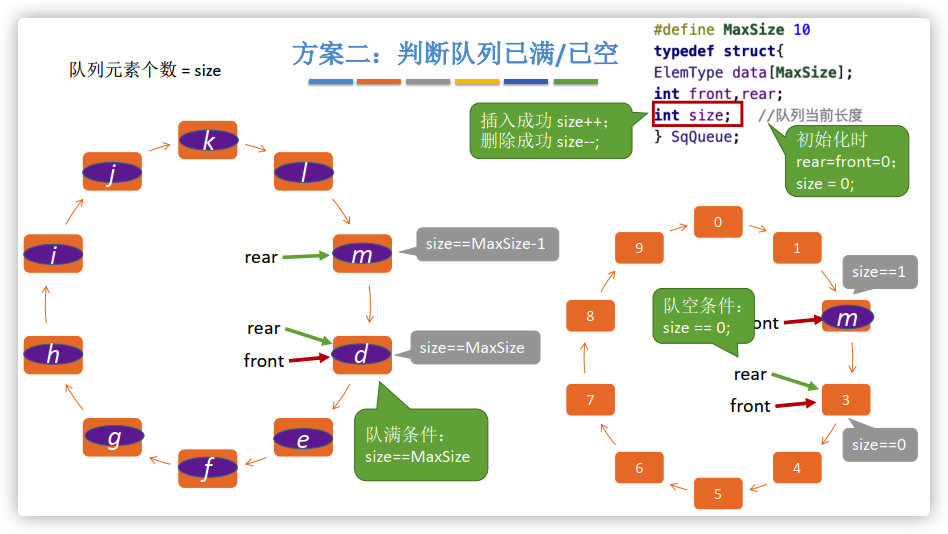 方案二：判断队列已满/已空
队列元素个数 = size
#define MaxSize 10
typedef struct{
ElemType data[MaxSize];
int front,rear;
int size; //队列当前长度
} SqQueue;
插入成功 size++；
删除成功 size--;
初始化时
rear=front=0；
size = 0;
k
j
l
i
m
rear
size==MaxSize-1
h
rear
front
d
size==MaxSize
g
e
f
队满条件：
size==MaxSize
0
9
1
size==1
8
队空条件：
size == 0;
ont
m
7
rear
front
3
size==0
6
4
5